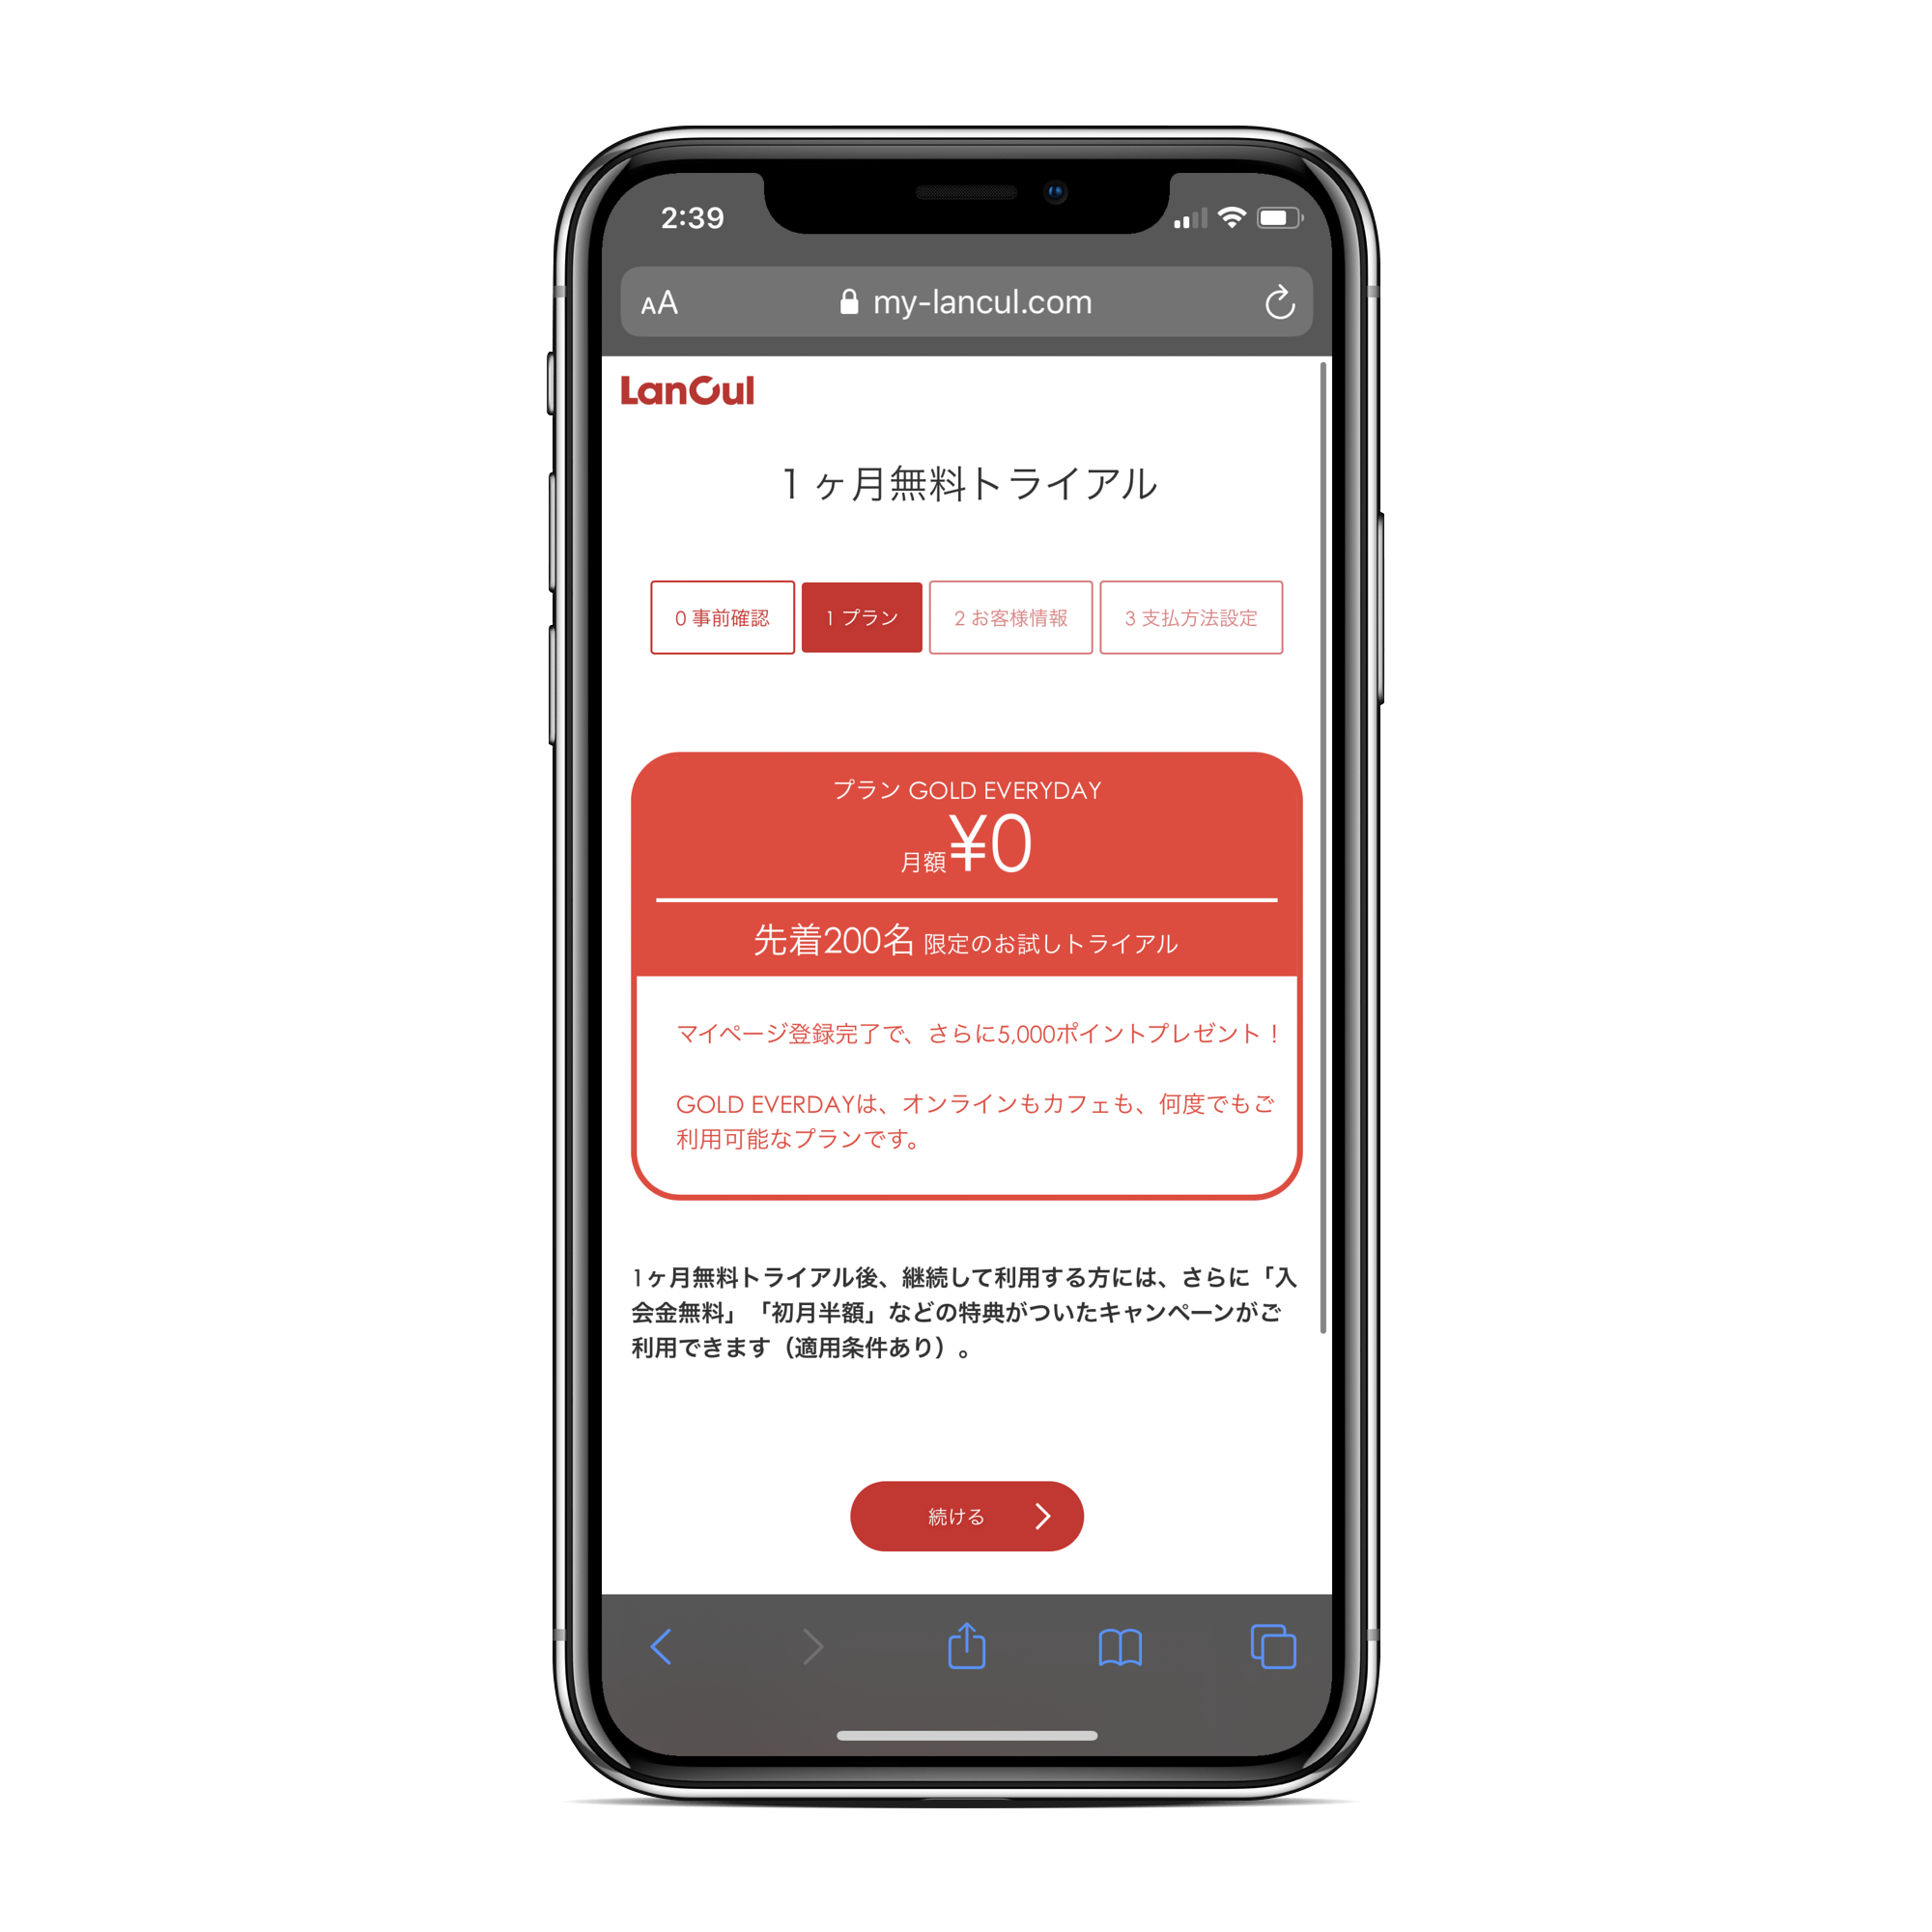 2:39
AA my-lancul.com
LanCul
1ヶ月無料トライアル
0 事前確認 1 プラン 2 お客様情報 3 支払方法設定
プラン GOLD EVERYDAY
月額¥0
先着200名 限定のお試しトライアル
マイページ登録完了で、さらに5,000ポイントプレゼント！
GOLD EVERDAYは、オンラインもカフェも、何度でもご
利用可能なプランです。
1ヶ月無料トライアル後、継続して利用する方には、さらに「入
会金無料」「初月半額」などの特典がついたキャンペーンがご
利用できます（適用条件あり）。
続ける